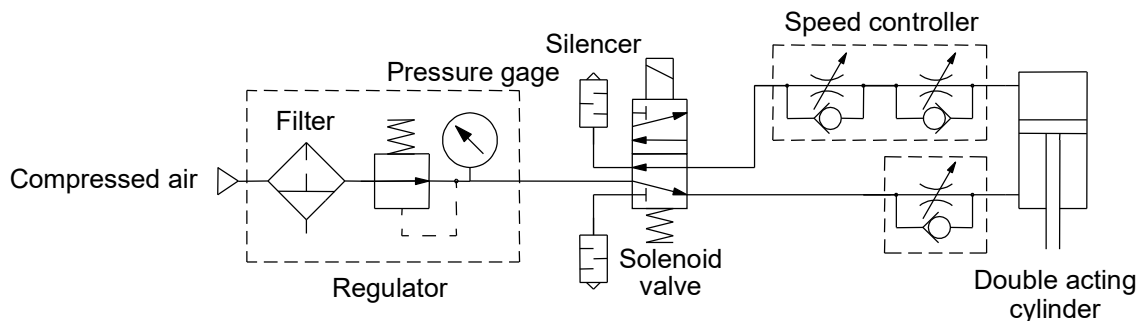 Speed controller
Silencer
Pressure gage
Filter
Compressed air
Regulator
Solenoid
valve
Double acting
cylinder